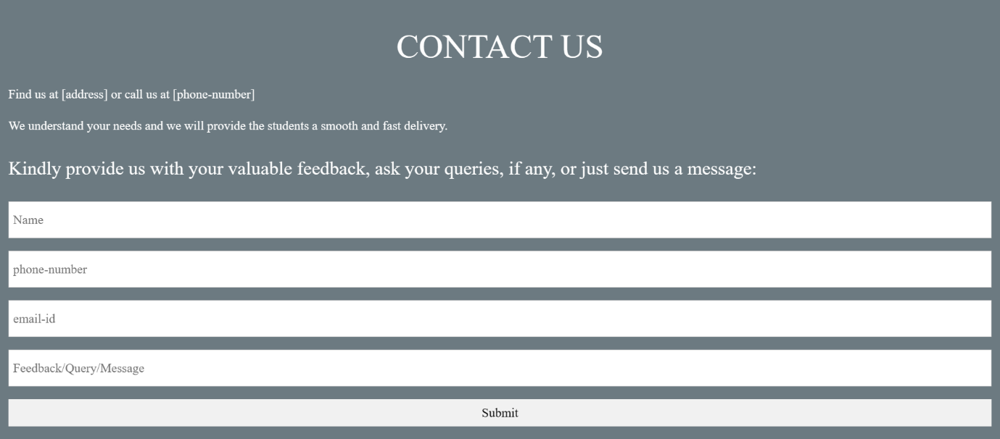 CONTACT US
Find us at [address] or call us at [phone-number]
We understand your needs and we will provide the students a smooth and fast delivery.
Kindly provide us with your valuable feedback, ask your queries, if any, or just send us a message:
Name
phone-number
email-id
Feedback/Query/Message
Submit